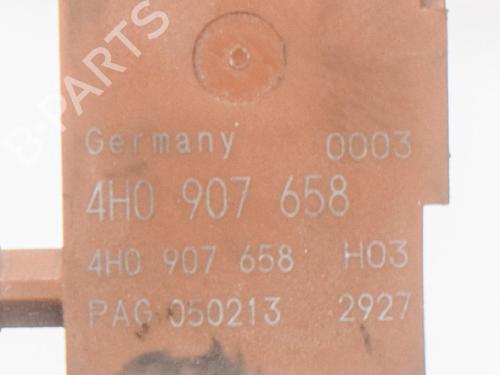 B-PARTS
Germany 0003
4H0 907 658
4H0 907 658 H03
PAG 050213 2927